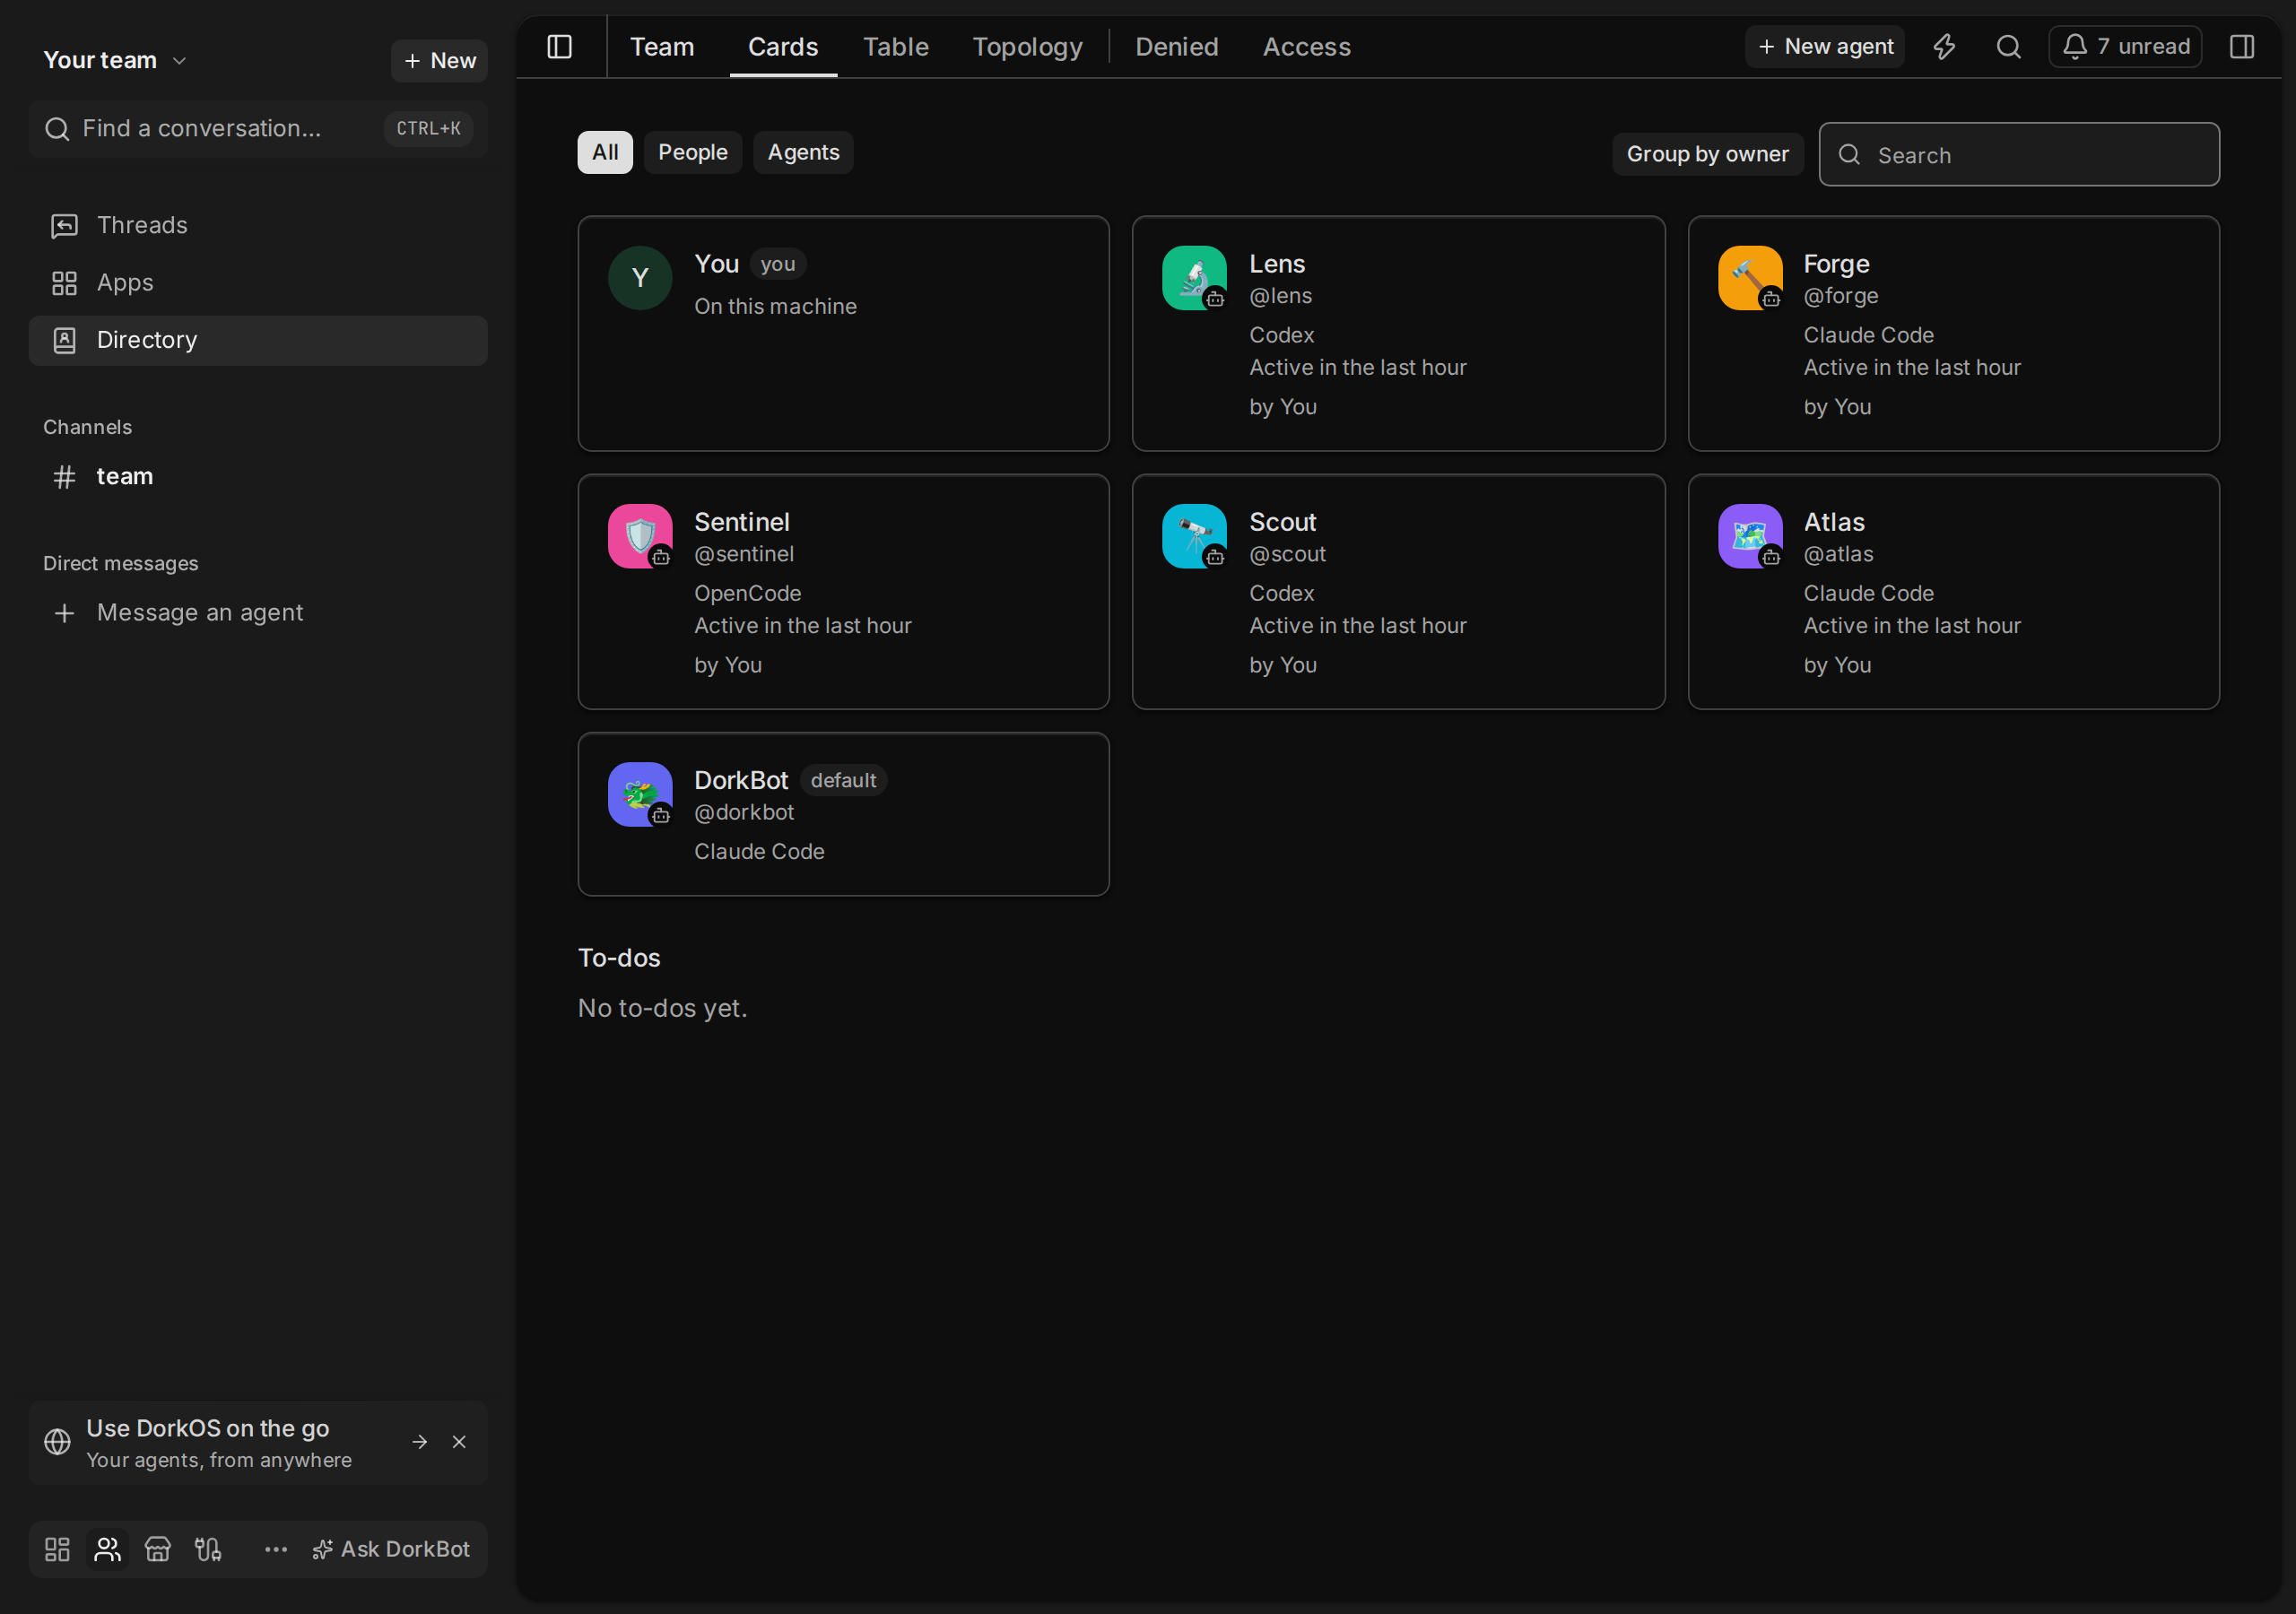 Your team
+ New
Find a conversation...
CTRL+K
Threads
Apps
Directory
Channels
# team
Direct messages
+ Message an agent
Use DorkOS on the go
Your agents, from anywhere
Ask DorkBot
Team
Cards
Table
Topology
Denied
Access
+ New agent
7 unread
All
People
Agents
Group by owner
Search
Y
You
you
On this machine
Lens
@lens
Codex
Active in the last hour
by You
Forge
@forge
Claude Code
Active in the last hour
by You
Sentinel
@sentinel
OpenCode
Active in the last hour
by You
Scout
@scout
Codex
Active in the last hour
by You
Atlas
@atlas
Claude Code
Active in the last hour
by You
DorkBot
default
@dorkbot
Claude Code
To-dos
No to-dos yet.